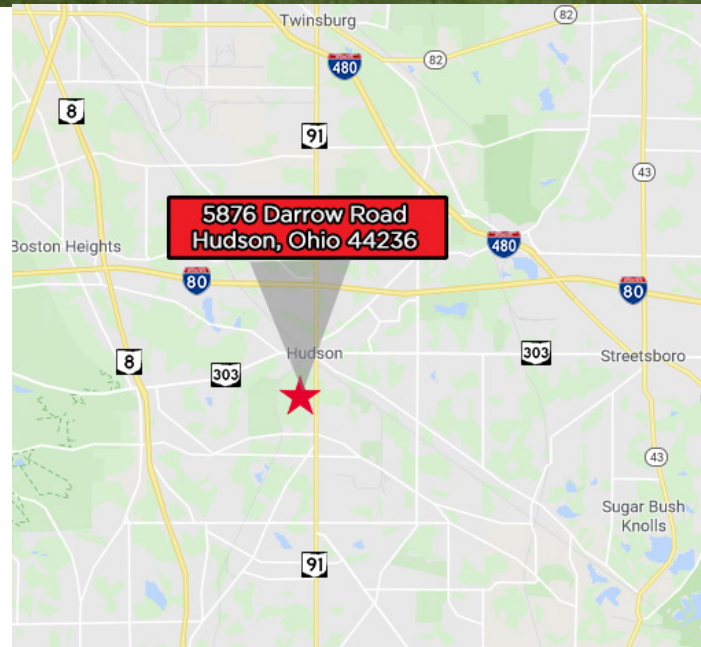 Twinsburg
82
82
480
8
91
43
5876 Darrow Road
Hudson, Ohio 44236
Boston Heights
480
80
80
Hudson
303
Streetsboro
8
303
43
Sugar Bush
Knolls
91